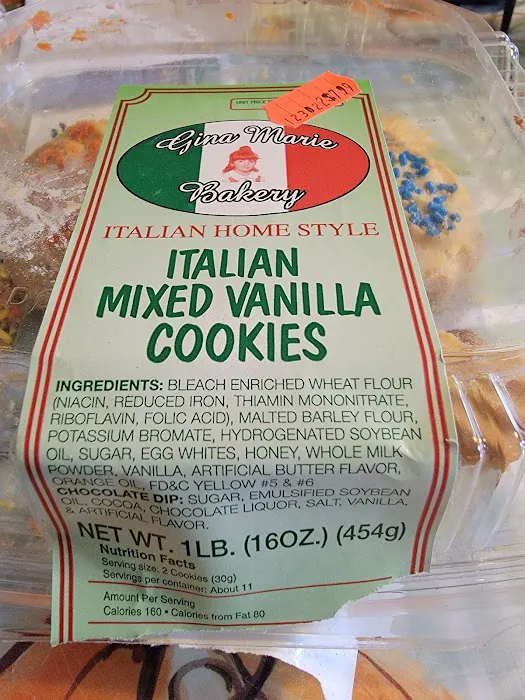 UNIT PRICE
123022 $7.99
Gina Marie
Bakery
ITALIAN HOME STYLE
ITALIAN
MIXED VANILLA
COOKIES
INGREDIENTS: BLEACH ENRICHED WHEAT FLOUR
(NIACIN, REDUCED IRON, THIAMIN MONONITRATE,
RIBOFLAVIN, FOLIC ACID), MALTED BARLEY FLOUR,
POTASSIUM BROMATE, HYDROGENATED SOYBEAN
OIL, SUGAR, EGG WHITES, HONEY, WHOLE MILK
POWDER, VANILLA, ARTIFICIAL BUTTER FLAVOR,
ORANGE OIL, FD&C YELLOW #5 & #6
CHOCOLATE DIP: SUGAR, EMULSIFIED SOYBEAN
OIL, COCOA, CHOCOLATE LIQUOR, SALT, VANILLA.
& ARTIFICIAL FLAVOR.
NET WT. 1LB. (16OZ.) (454g)
Nutrition Facts
Serving size: 2 Cookies (30g)
Servings per container: About 11
Amount Per Serving
Calories 160 • Calories from Fat 80